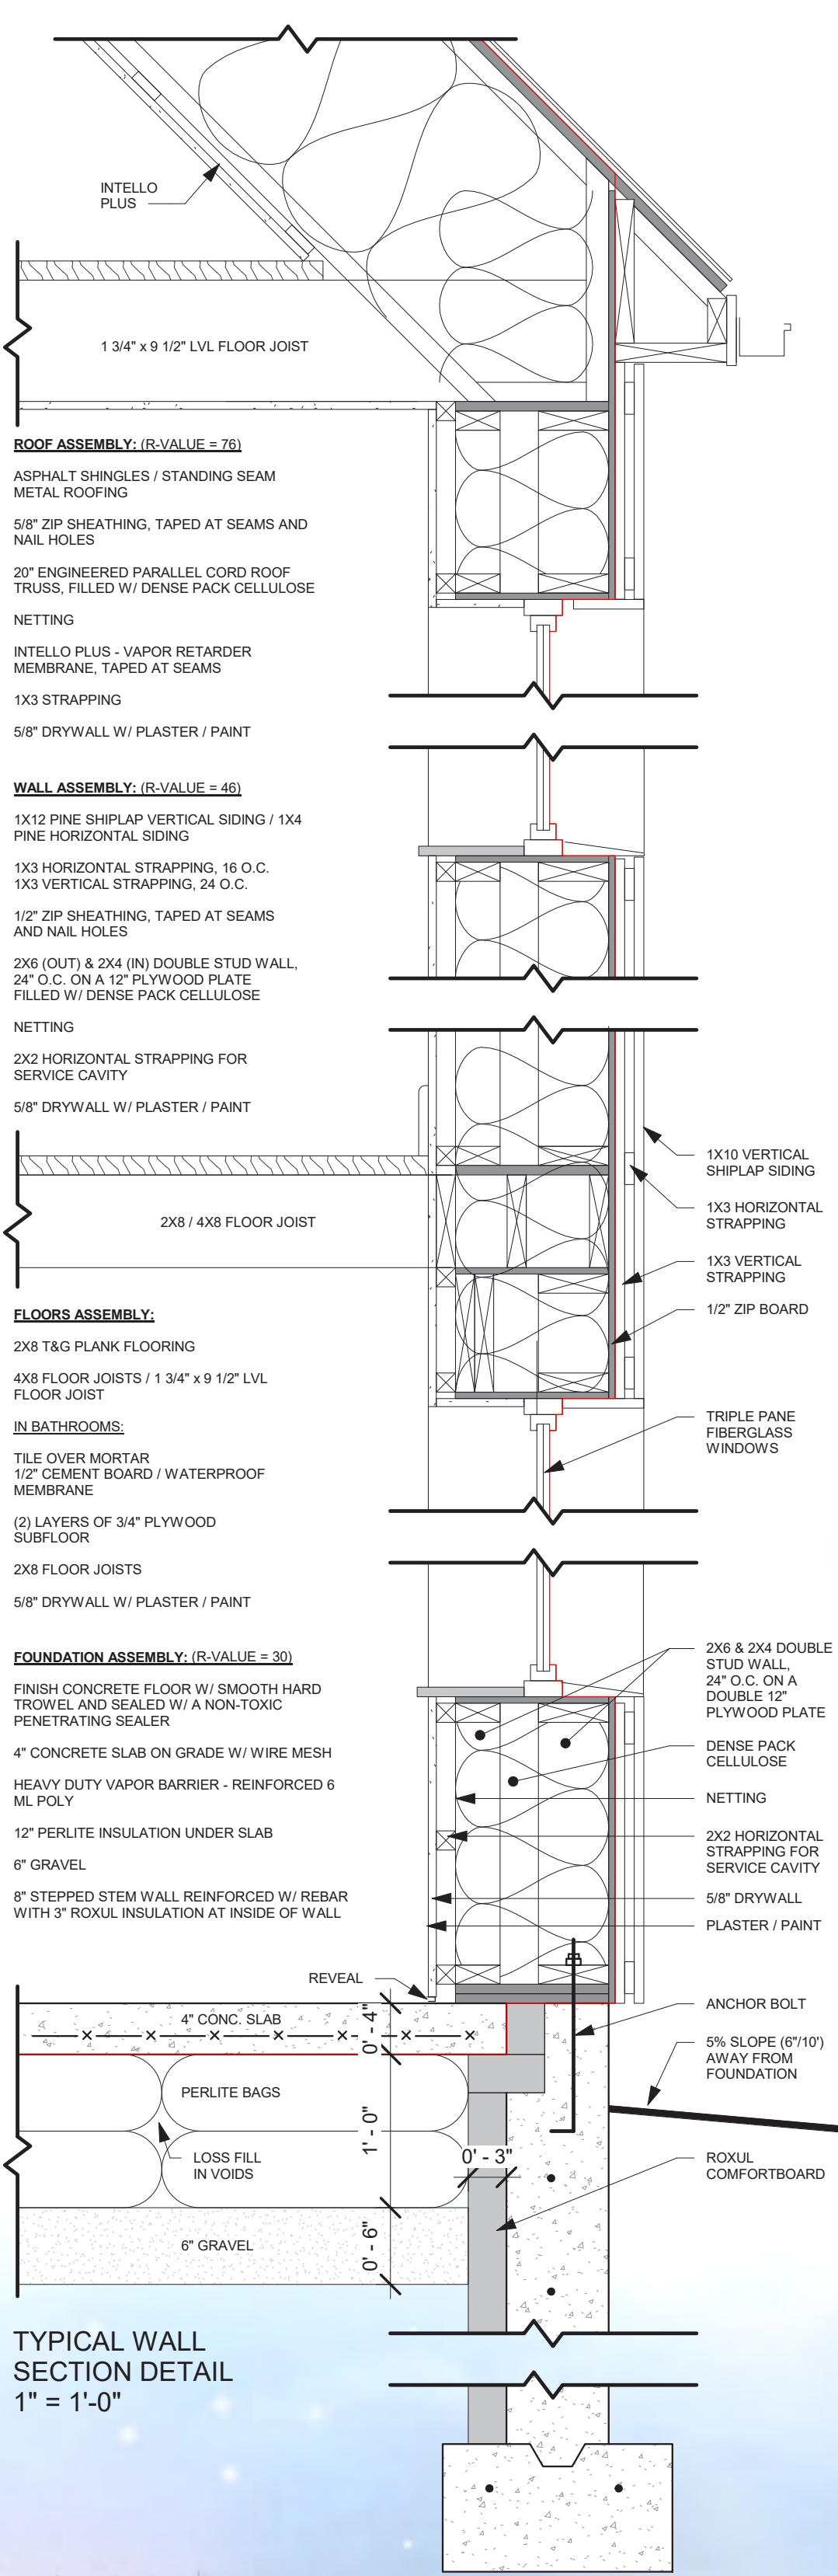 INTELLO
PLUS
1 3/4" x 9 1/2" LVL FLOOR JOIST
ROOF ASSEMBLY: (R-VALUE = 76)
ASPHALT SHINGLES / STANDING SEAM
METAL ROOFING
5/8" ZIP SHEATHING, TAPED AT SEAMS AND
NAIL HOLES
20" ENGINEERED PARALLEL CORD ROOF
TRUSS, FILLED W/ DENSE PACK CELLULOSE
NETTING
INTELLO PLUS - VAPOR RETARDER
MEMBRANE, TAPED AT SEAMS
1X3 STRAPPING
5/8" DRYWALL W/ PLASTER / PAINT
WALL ASSEMBLY: (R-VALUE = 46)
1X12 PINE SHIPLAP VERTICAL SIDING / 1X4
PINE HORIZONTAL SIDING
1X3 HORIZONTAL STRAPPING, 16 O.C.
1X3 VERTICAL STRAPPING, 24 O.C.
1/2" ZIP SHEATHING, TAPED AT SEAMS
AND NAIL HOLES
2X6 (OUT) & 2X4 (IN) DOUBLE STUD WALL,
24" O.C. ON A 12" PLYWOOD PLATE
FILLED W/ DENSE PACK CELLULOSE
NETTING
2X2 HORIZONTAL STRAPPING FOR
SERVICE CAVITY
5/8" DRYWALL W/ PLASTER / PAINT
2X8 / 4X8 FLOOR JOIST
1X10 VERTICAL
SHIPLAP SIDING
1X3 HORIZONTAL
STRAPPING
1X3 VERTICAL
STRAPPING
1/2" ZIP BOARD
TRIPLE PANE
FIBERGLASS
WINDOWS
FLOORS ASSEMBLY:
2X8 T&G PLANK FLOORING
4X8 FLOOR JOISTS / 1 3/4" x 9 1/2" LVL
FLOOR JOIST
IN BATHROOMS:
TILE OVER MORTAR
1/2" CEMENT BOARD / WATERPROOF
MEMBRANE
(2) LAYERS OF 3/4" PLYWOOD
SUBFLOOR
2X8 FLOOR JOISTS
5/8" DRYWALL W/ PLASTER / PAINT
FOUNDATION ASSEMBLY: (R-VALUE = 30)
FINISH CONCRETE FLOOR W/ SMOOTH HARD
TROWEL AND SEALED W/ A NON-TOXIC
PENETRATING SEALER
4" CONCRETE SLAB ON GRADE W/ WIRE MESH
HEAVY DUTY VAPOR BARRIER - REINFORCED 6
ML POLY
12" PERLITE INSULATION UNDER SLAB
6" GRAVEL
8" STEPPED STEM WALL REINFORCED W/ REBAR
WITH 3" ROXUL INSULATION AT INSIDE OF WALL
2X6 & 2X4 DOUBLE
STUD WALL,
24" O.C. ON A
DOUBLE 12"
PLYWOOD PLATE
DENSE PACK
CELLULOSE
NETTING
2X2 HORIZONTAL
STRAPPING FOR
SERVICE CAVITY
5/8" DRYWALL
PLASTER / PAINT
REVEAL
ANCHOR BOLT
5% SLOPE (6"/10')
AWAY FROM
FOUNDATION
ROXUL
COMFORTBOARD
4" CONC. SLAB
0' - 4"
PERLITE BAGS
1' - 0"
LOSS FILL
IN VOIDS
0' - 3"
6" GRAVEL
0' - 6"
TYPICAL WALL
SECTION DETAIL
1" = 1'-0"